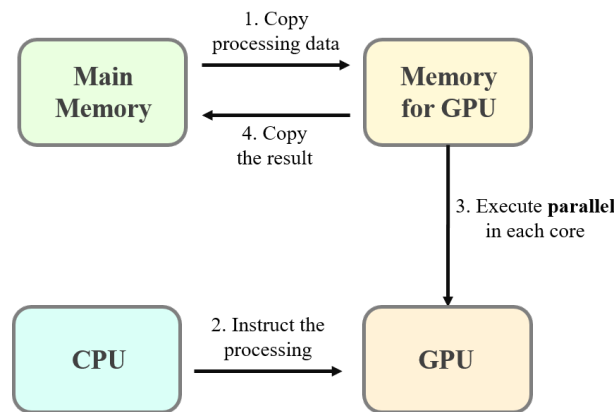 1. Copy
processing data
Main
Memory
Memory
for GPU
4. Copy
the result
3. Execute parallel
in each core
2. Instruct the
processing
CPU
GPU